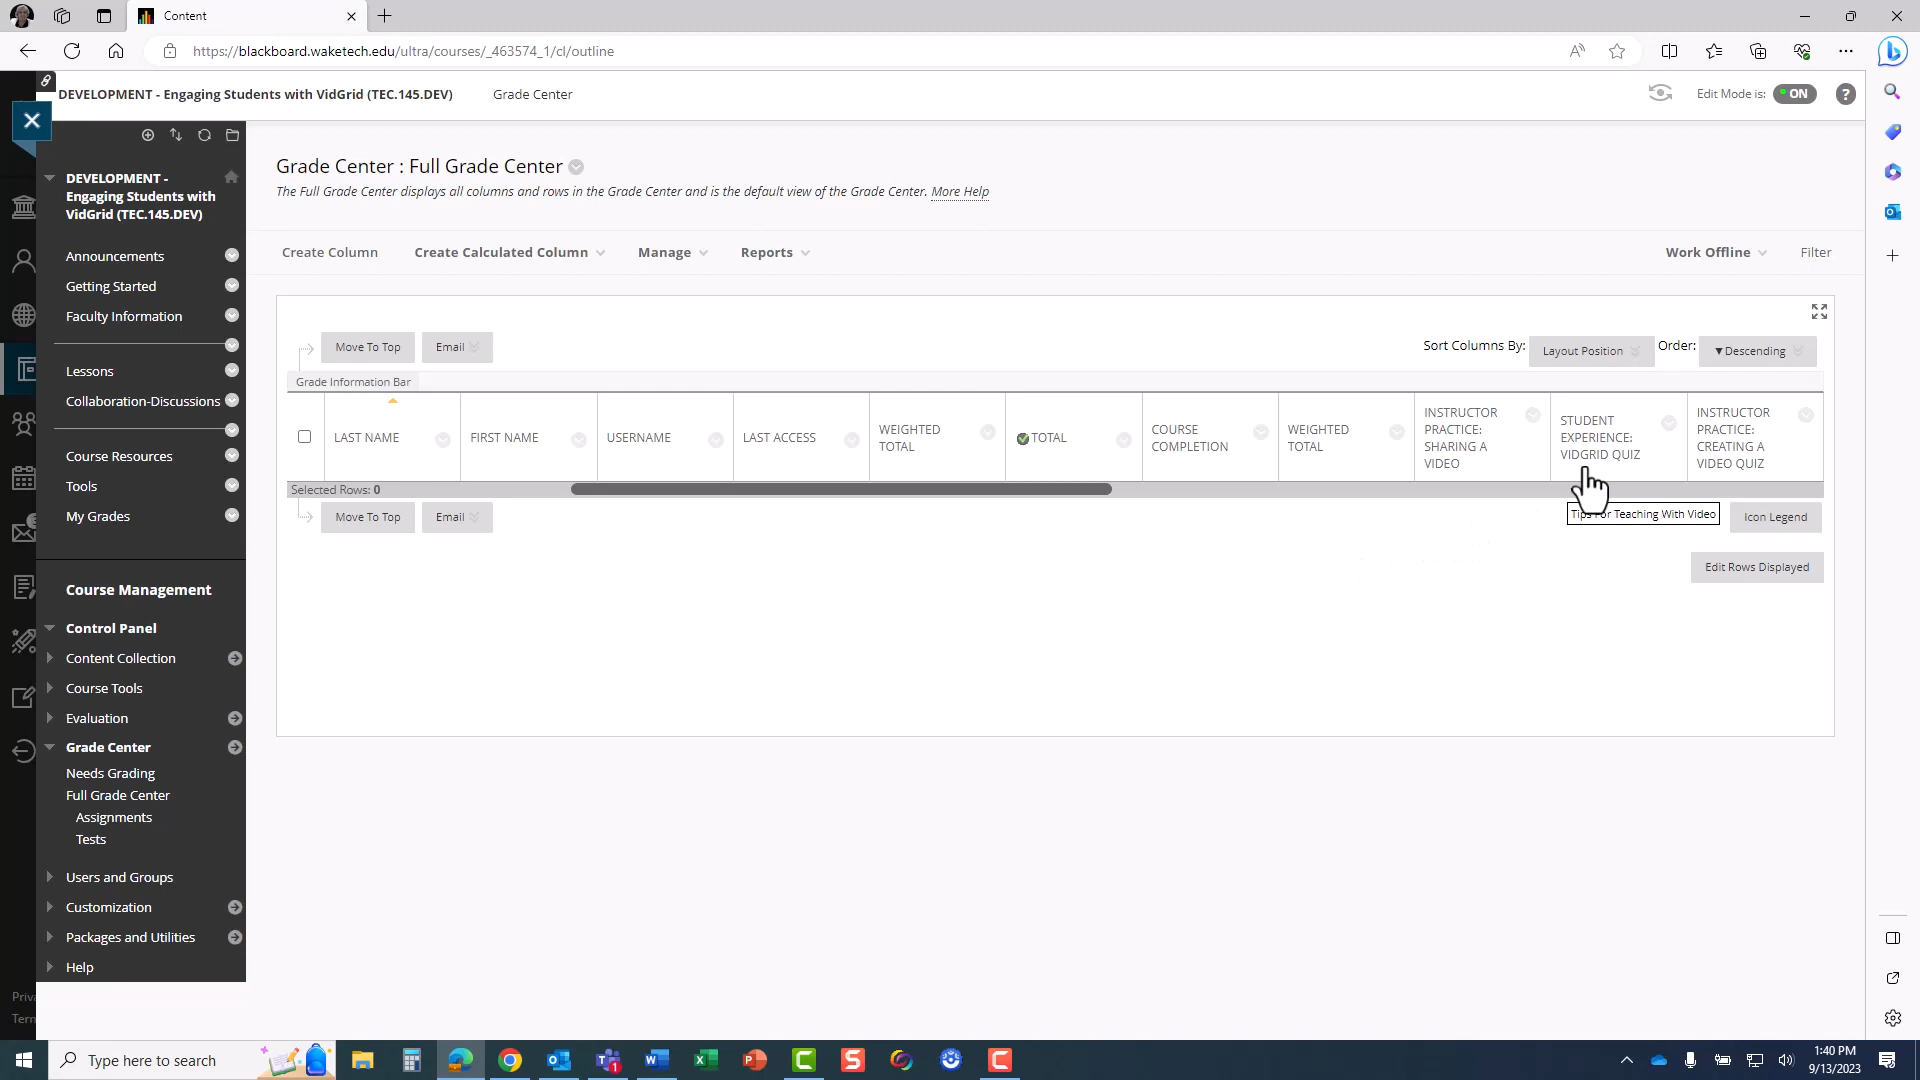 Content
https://blackboard.waketech.edu/ultra/courses/_463574_1/cl/outline
DEVELOPMENT - Engaging Students with VidGrid (TEC.145.DEV)
Grade Center
Edit Mode is:
ON
?
DEVELOPMENT -
Engaging Students with
VidGrid (TEC.145.DEV)
Announcements
Getting Started
Faculty Information
Lessons
Collaboration-Discussions
Course Resources
Tools
My Grades
Course Management
Control Panel
Content Collection
Course Tools
Evaluation
Grade Center
Needs Grading
Full Grade Center
Assignments
Tests
Users and Groups
Customization
Packages and Utilities
Help
Grade Center : Full Grade Center
The Full Grade Center displays all columns and rows in the Grade Center and is the default view of the Grade Center. More Help
Create Column
Create Calculated Column
Manage
Reports
Work Offline
Filter
Move To Top
Email
Sort Columns By:
Layout Position
Order:
▼Descending
Grade Information Bar
LAST NAME
FIRST NAME
USERNAME
LAST ACCESS
WEIGHTED
TOTAL
TOTAL
COURSE
COMPLETION
WEIGHTED
TOTAL
INSTRUCTOR
PRACTICE:
SHARING A
VIDEO
STUDENT
EXPERIENCE:
VIDGRID QUIZ
INSTRUCTOR
PRACTICE:
CREATING A
VIDEO QUIZ
Selected Rows: 0
Move To Top
Email
Tips For Teaching With Video
Icon Legend
Edit Rows Displayed
Type here to search
1:40 PM
9/13/2023